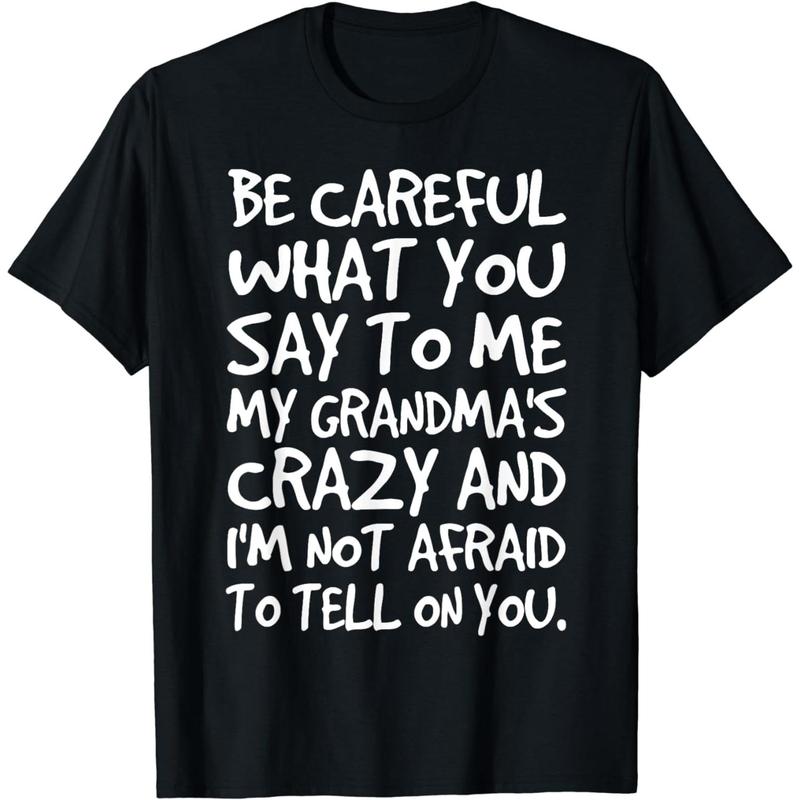 BE CAREFUL
WHAT YOU
SAY TO ME
MY GRANDMA'S
CRAZY AND
I'M NOT AFRAID
TO TELL ON YOU.